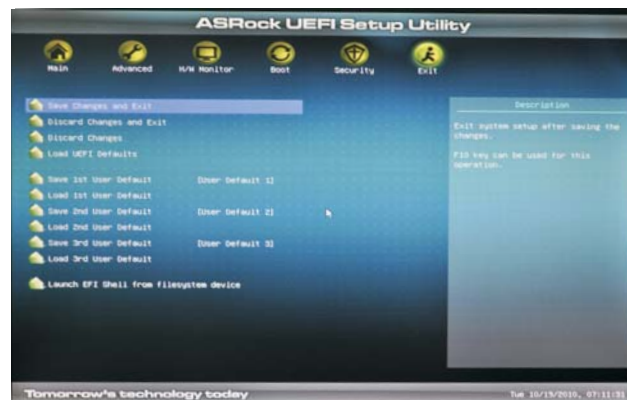 ASRock UEFI Setup Utility
Main
Advanced
H/W Monitor
Boot
Security
Exit
Save Changes and Exit
Discard Changes and Exit
Discard Changes
Load UEFI Defaults
Save 1st User Default [User Default 1]
Load 1st User Default
Save 2nd User Default [User Default 2]
Load 2nd User Default
Save 3rd User Default [User Default 3]
Load 3rd User Default
Launch EFI Shell from filesystem device
Description
Exit system setup after saving the
changes.
F10 key can be used for this
operation.
Tomorrow's technology today
Tue 10/19/2010, 07:11:31